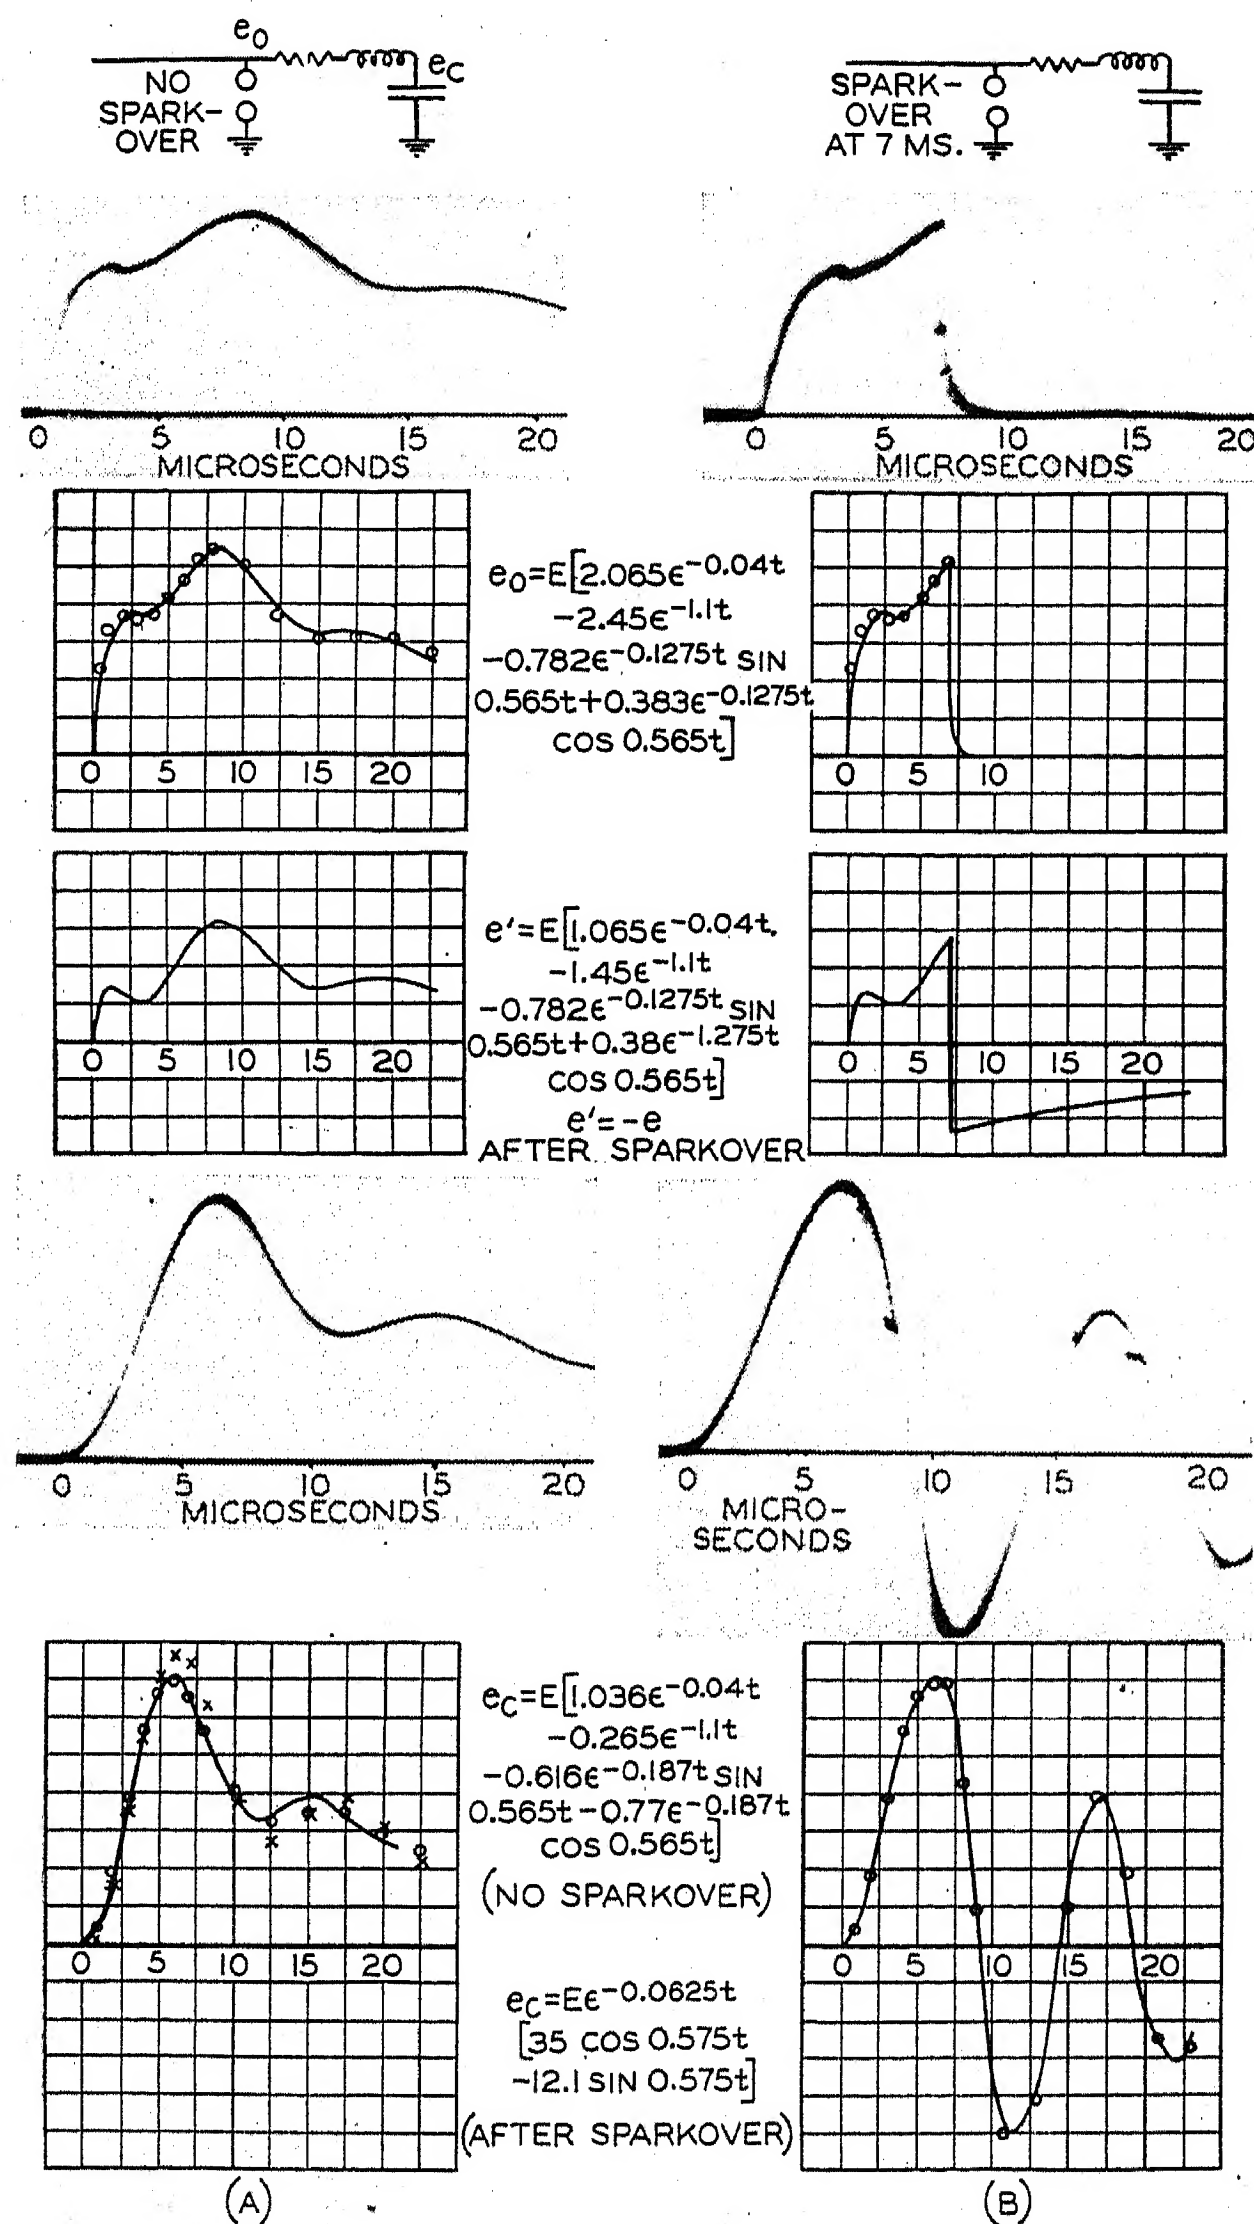 e₀
e_C
NO
SPARK-
OVER
SPARK-
OVER
AT 7 MS.
0 5 10 15 20
MICROSECONDS
0 5 10 15 20
MICROSECONDS
0 5 10 15 20
e₀=E[2.065ε^-0.04t
-2.45ε^-1.1t
-0.782ε^-0.1275t SIN
0.565t+0.383ε^-0.1275t
COS 0.565t]
0 5 10
0 5 10 15 20
e'=E[1.065ε^-0.04t,
-1.45ε^-1.1t
-0.782ε^-0.1275t SIN
0.565t+0.38ε^-1.275t
COS 0.565t]
e'=-e
AFTER SPARKOVER
0 5 10 15 20
0 5 10 15 20
MICROSECONDS
0 5 10 15 20
MICRO-
SECONDS
0 5 10 15 20
e_C=E[1.036ε^-0.04t
-0.265ε^-1.1t
-0.616ε^-0.187t SIN
0.565t-0.77ε^-0.187t
COS 0.565t]
(NO SPARKOVER)
e_C=Eε^-0.0625t
[35 COS 0.575t
-12.1 SIN 0.575t]
(AFTER SPARKOVER)
0 5 10 15 20
(A)
(B)